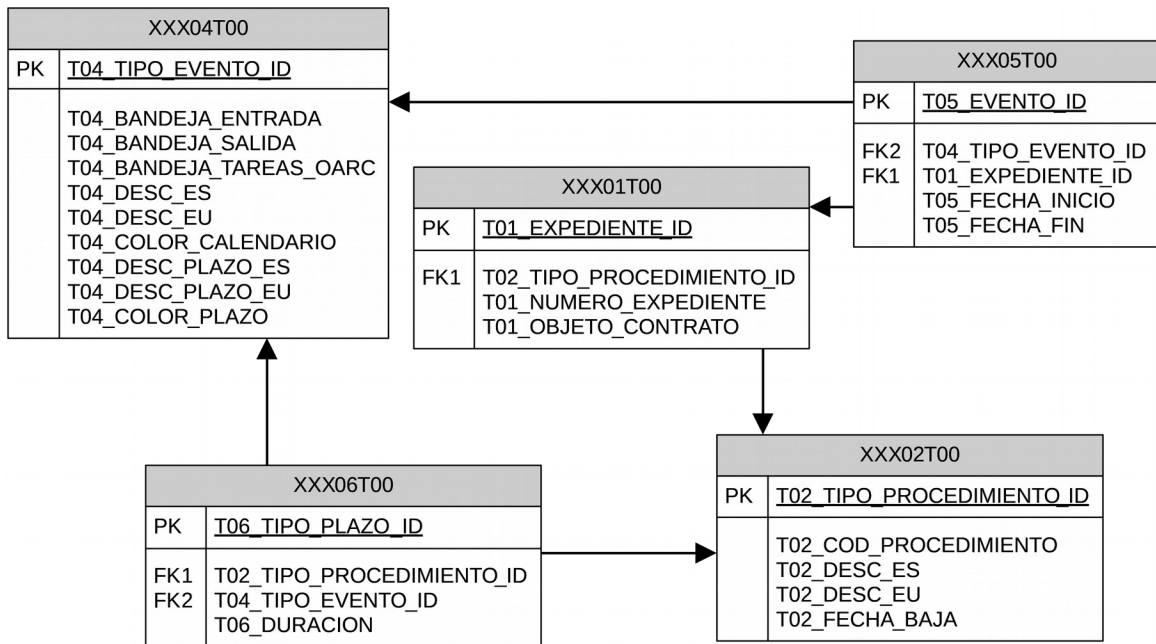 XXX04T00
PK T04_TIPO_EVENTO_ID
T04_BANDEJA_ENTRADA
T04_BANDEJA_SALIDA
T04_BANDEJA_TAREAS_OARC
T04_DESC_ES
T04_DESC_EU
T04_COLOR_CALENDARIO
T04_DESC_PLAZO_ES
T04_DESC_PLAZO_EU
T04_COLOR_PLAZO
XXX05T00
PK T05_EVENTO_ID
FK2 T04_TIPO_EVENTO_ID
FK1 T01_EXPEDIENTE_ID
T05_FECHA_INICIO
T05_FECHA_FIN
XXX01T00
PK T01_EXPEDIENTE_ID
FK1 T02_TIPO_PROCEDIMIENTO_ID
T01_NUMERO_EXPEDIENTE
T01_OBJETO_CONTRATO
XXX06T00
PK T06_TIPO_PLAZO_ID
FK1 T02_TIPO_PROCEDIMIENTO_ID
FK2 T04_TIPO_EVENTO_ID
T06_DURACION
XXX02T00
PK T02_TIPO_PROCEDIMIENTO_ID
T02_COD_PROCEDIMIENTO
T02_DESC_ES
T02_DESC_EU
T02_FECHA_BAJA